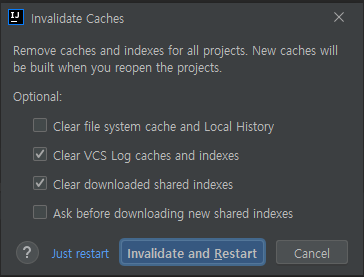 IJ
Invalidate Caches
Remove caches and indexes for all projects. New caches will
be built when you reopen the projects.
Optional:
Clear file system cache and Local History
Clear VCS Log caches and indexes
Clear downloaded shared indexes
Ask before downloading new shared indexes
? Just restart Invalidate and Restart Cancel